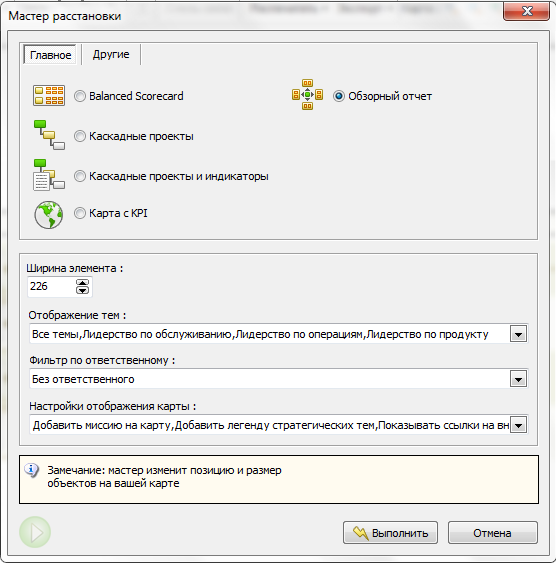 Мастер расстановки
Главное
Другие
Balanced Scorecard
Обзорный отчет
Каскадные проекты
Каскадные проекты и индикаторы
Карта с KPI
Ширина элемента :
226
Отображение тем :
Все темы,Лидерство по обслуживанию,Лидерство по операциям,Лидерство по продукту
Фильтр по ответственному :
Без ответственного
Настройки отображения карты :
Добавить миссию на карту,Добавить легенду стратегических тем,Показывать ссылки на вн
Замечание: мастер изменит позицию и размер
объектов на вашей карте
Выполнить
Отмена